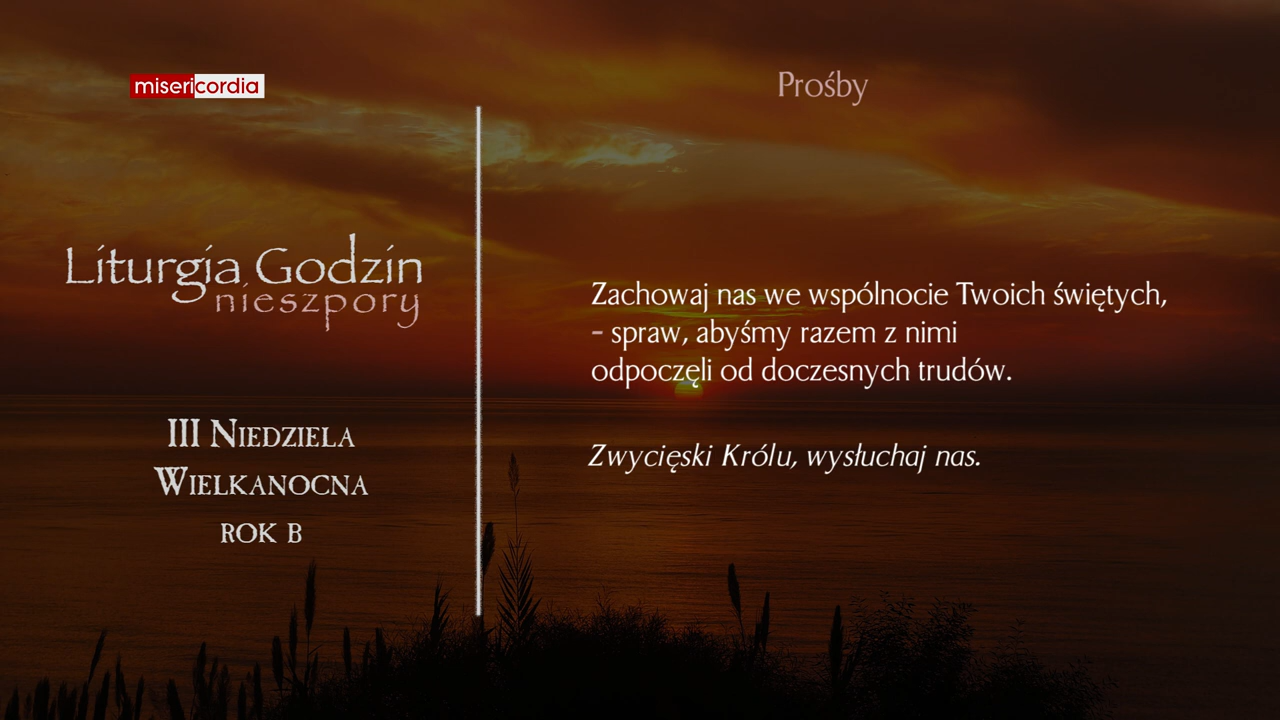 misericordia
Liturgia Godzin
nieszpory
III Niedziela
Wielkanocna
rok B
Prośby
Zachowaj nas we wspólnocie Twoich świętych,
- spraw, abyśmy razem z nimi
odpoczęli od doczesnych trudów.
Zwycięski Królu, wysłuchaj nas.